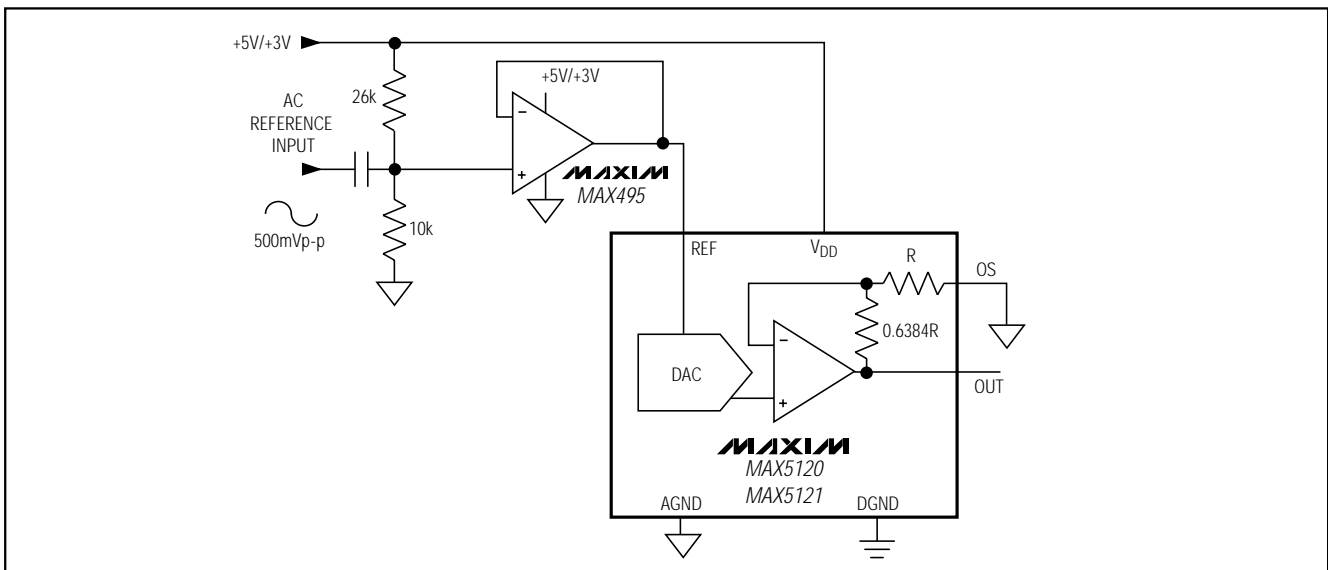 +5V/+3V
26k
+5V/+3V
AC
REFERENCE
INPUT
−
+
MAXIM
MAX495
10k
500mVp-p
REF
VDD
R
OS
−
0.6384R
DAC
+
OUT
MAXIM
MAX5120
MAX5121
AGND
DGND